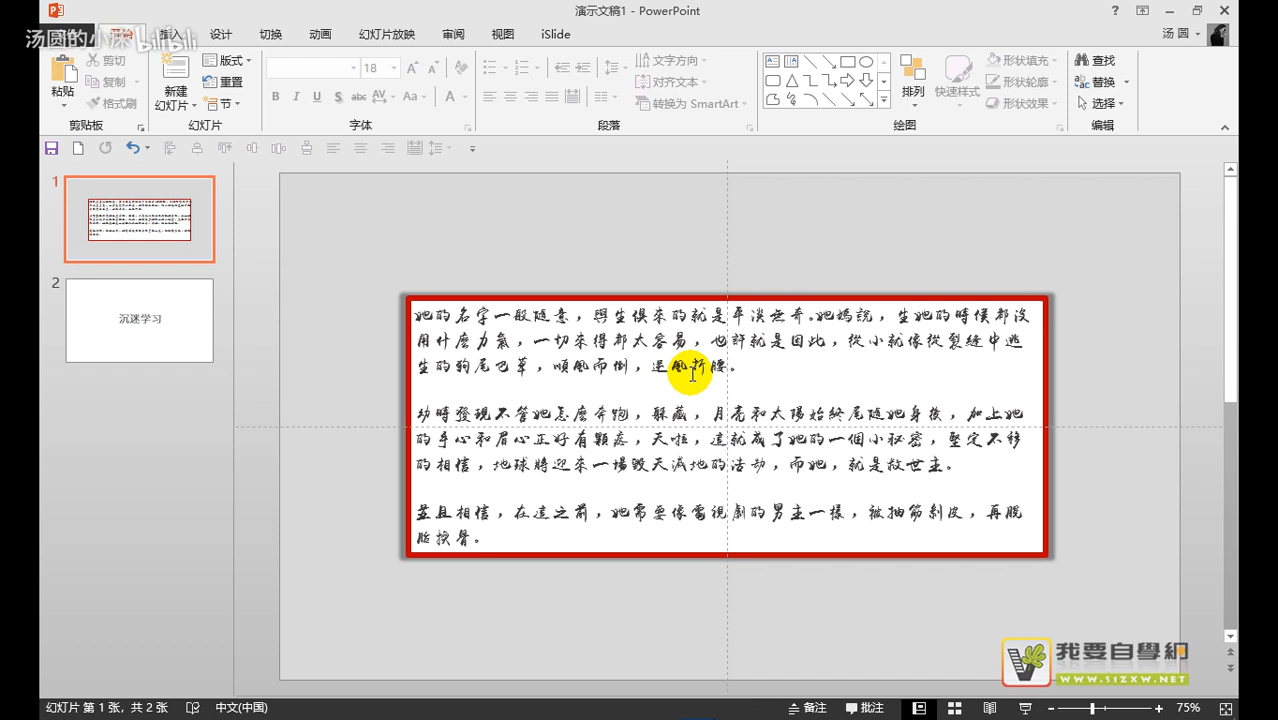 演示文稿1 - PowerPoint
汤圆的小沫 bilibili
开始 插入 设计 切换 动画 幻灯片放映 审阅 视图 iSlide 汤圆
剪切 版式 18 文字方向 形状填充 查找
粘贴 复制 新建 重置 对齐文本 排列 快速样式 形状轮廓 替换
格式刷 幻灯片 节 B I U S abc AV Aa A 转换为 SmartArt 形状效果 选择
剪贴板 幻灯片 字体 段落 绘图 编辑
1
2
沉迷学习
她的名字一般随意，與生俱來的就是平淡無奇。她媽說，生她的時候都沒
用什麼力氣，一切來得都太容易，也許就是因此，從小就像從裂縫中逃
生的狗尾巴草，順風而倒，逆風折腰。
幼時發現不管她怎麼奔跑，躲藏，月亮和太陽始終尾随她身後，加上她
的手心和眉心正好有顆痣，天啦，這就成了她的一個小秘密，堅定不移
的相信，地球將迎來一場毀天滅地的浩劫，而她，就是救世主。
並且相信，在這之前，她需要像電視劇的男主一樣，被抽筋剝皮，再脫
胎換骨。
我要自學網
WWW.51ZXW.NET
幻灯片 第 1 张，共 2 张 中文(中国) 备注 批注 75%